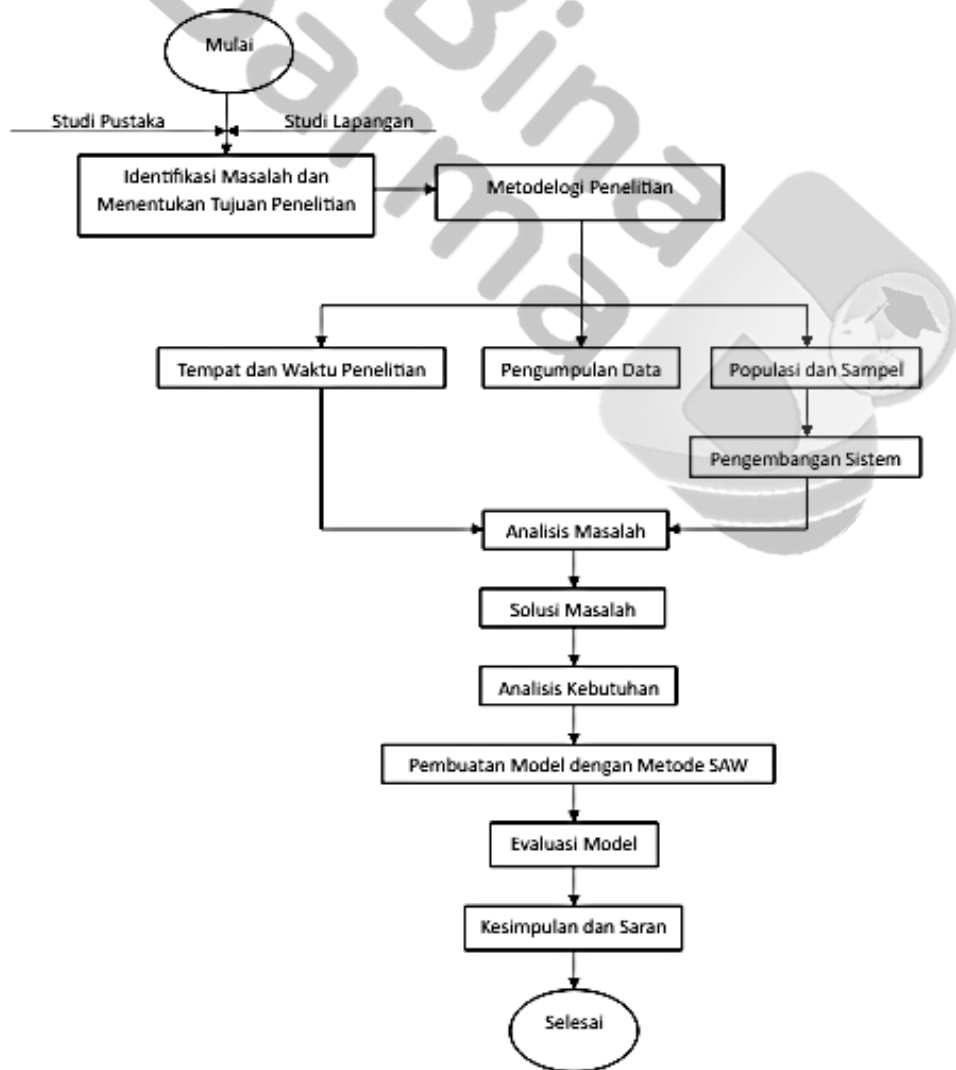 Bina
Darma
Mulai
Studi Pustaka
Studi Lapangan
Identifikasi Masalah dan
Menentukan Tujuan Penelitian
Metodelogi Penelitian
Tempat dan Waktu Penelitian
Pengumpulan Data
Populasi dan Sampel
Pengembangan Sistem
Analisis Masalah
Solusi Masalah
Analisis Kebutuhan
Pembuatan Model dengan Metode SAW
Evaluasi Model
Kesimpulan dan Saran
Selesai